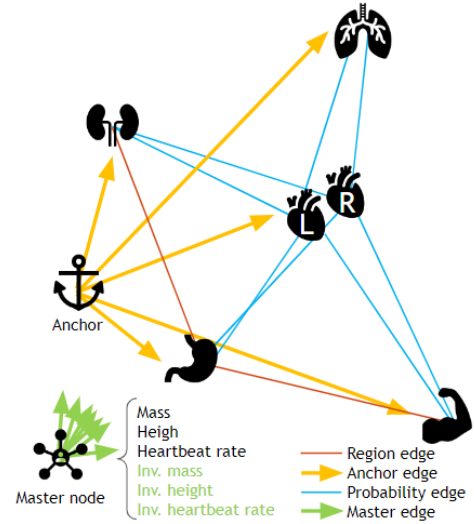 R
L
Anchor
Mass
Heigh
Heartbeat rate
Inv. mass
Inv. height
Inv. heartbeat rate
Master node
Region edge
Anchor edge
Probability edge
Master edge